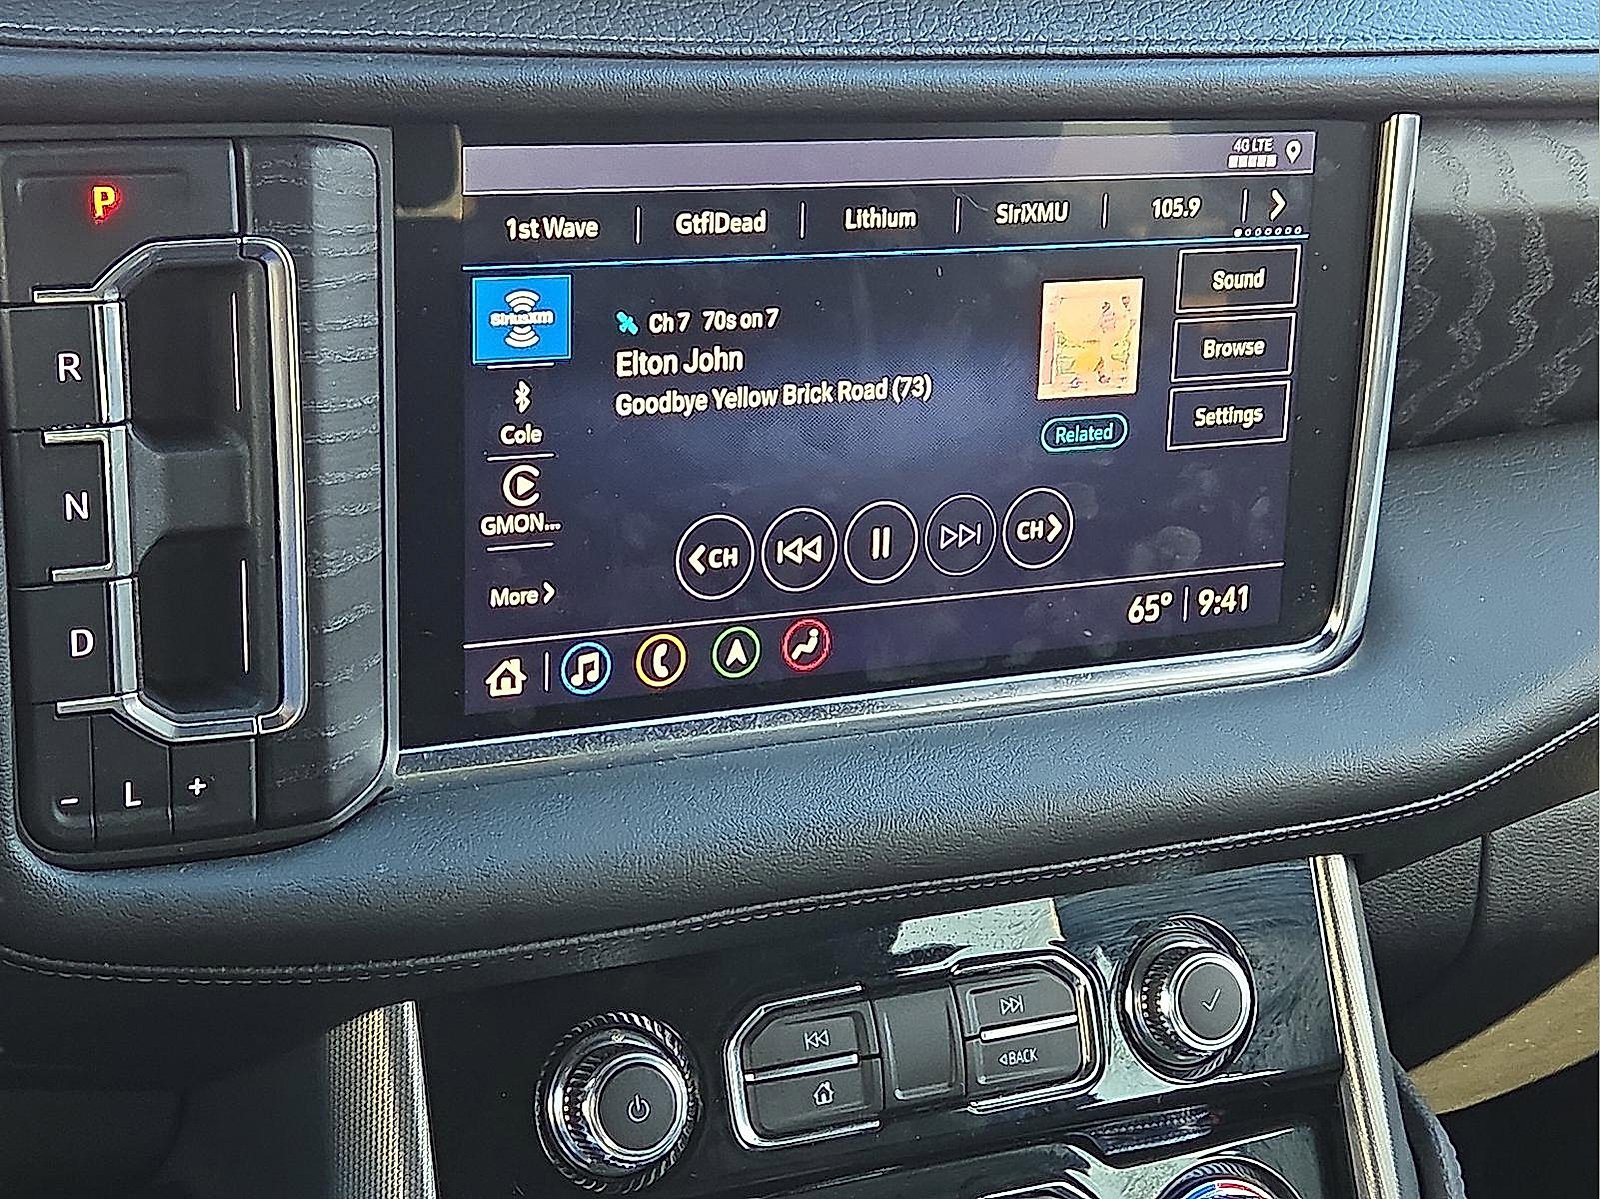 4G LTE
1st Wave GtflDead Lithium SiriXMU 105.9
SiriusXM
Ch 7 70s on 7
Elton John
Goodbye Yellow Brick Road (73)
Related
Sound
Browse
Settings
Cole
GMON...
More
CH
CH
65° 9:41
P
R
N
D
- L +
BACK